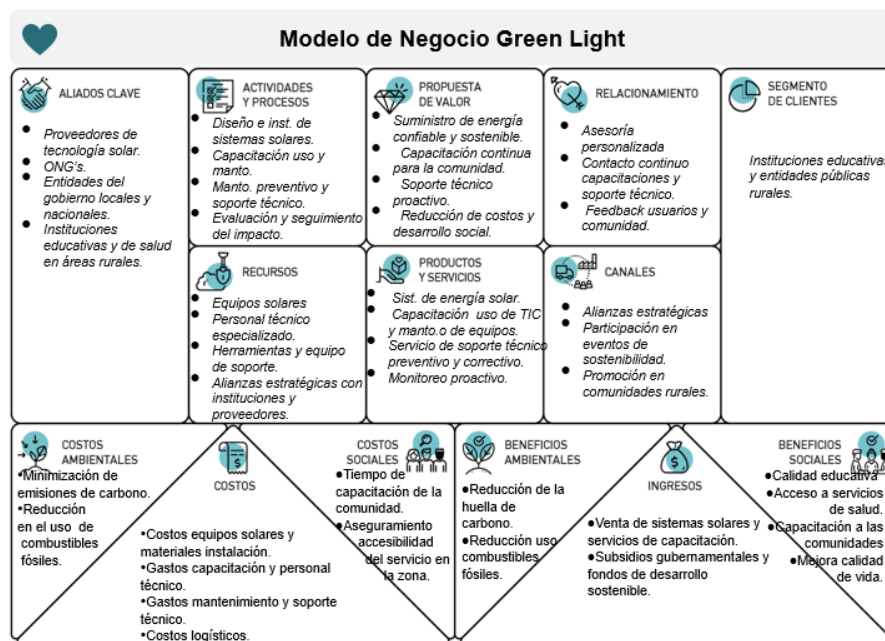 Modelo de Negocio Green Light
ALIADOS CLAVE
Proveedores de
tecnología solar.
ONG's.
Entidades del
gobierno locales y
nacionales.
Instituciones
educativas y de salud
en áreas rurales.
ACTIVIDADES
Y PROCESOS
Diseño e inst. de
sistemas solares.
Capacitación uso y
manto.
Manto. preventivo y
soporte técnico.
Evaluación y seguimiento
del impacto.
RECURSOS
Equipos solares
Personal técnico
especializado.
Herramientas y equipo
de soporte.
Alianzas estratégicas con
instituciones y
proveedores.
PROPUESTA
DE VALOR
Suministro de energía
confiable y sostenible.
Capacitación continua
para la comunidad.
Soporte técnico
proactivo.
Reducción de costos y
desarrollo social.
PRODUCTOS
Y SERVICIOS
Sist. de energía solar.
Capacitación uso de TIC
y manto.o de equipos.
Servicio de soporte técnico
preventivo y correctivo.
Monitoreo proactivo.
RELACIONAMIENTO
Asesoría
personalizada
Contacto continuo
capacitaciones y
soporte técnico.
Feedback usuarios y
comunidad.
CANALES
Alianzas estratégicas
Participación en
eventos de
sostenibilidad.
Promoción en
comunidades rurales.
SEGMENTO
DE CLIENTES
Instituciones educativas
y entidades públicas
rurales.
COSTOS
AMBIENTALES
•Minimización de
emisiones de carbono.
•Reducción
en el uso de
combustibles
fósiles.
COSTOS
•Costos equipos solares y
materiales instalación.
•Gastos capacitación y personal
técnico.
•Gastos mantenimiento y soporte
técnico.
•Costos logísticos.
COSTOS
SOCIALES
●Tiempo de
capacitación de la
comunidad.
●Aseguramiento
accesibilidad
del servicio en
la zona.
BENEFICIOS
AMBIENTALES
●Reducción de la
huella de
carbono.
●Reducción uso
combustibles
fósiles.
INGRESOS
●Venta de sistemas solares y
servicios de capacitación.
●Subsidios gubernamentales y
fondos de desarrollo
sostenible.
BENEFICIOS
SOCIALES
●Calidad educativa
●Acceso a servicios
de salud.
●Capacitación a las
comunidades
●Mejora calidad
de vida.